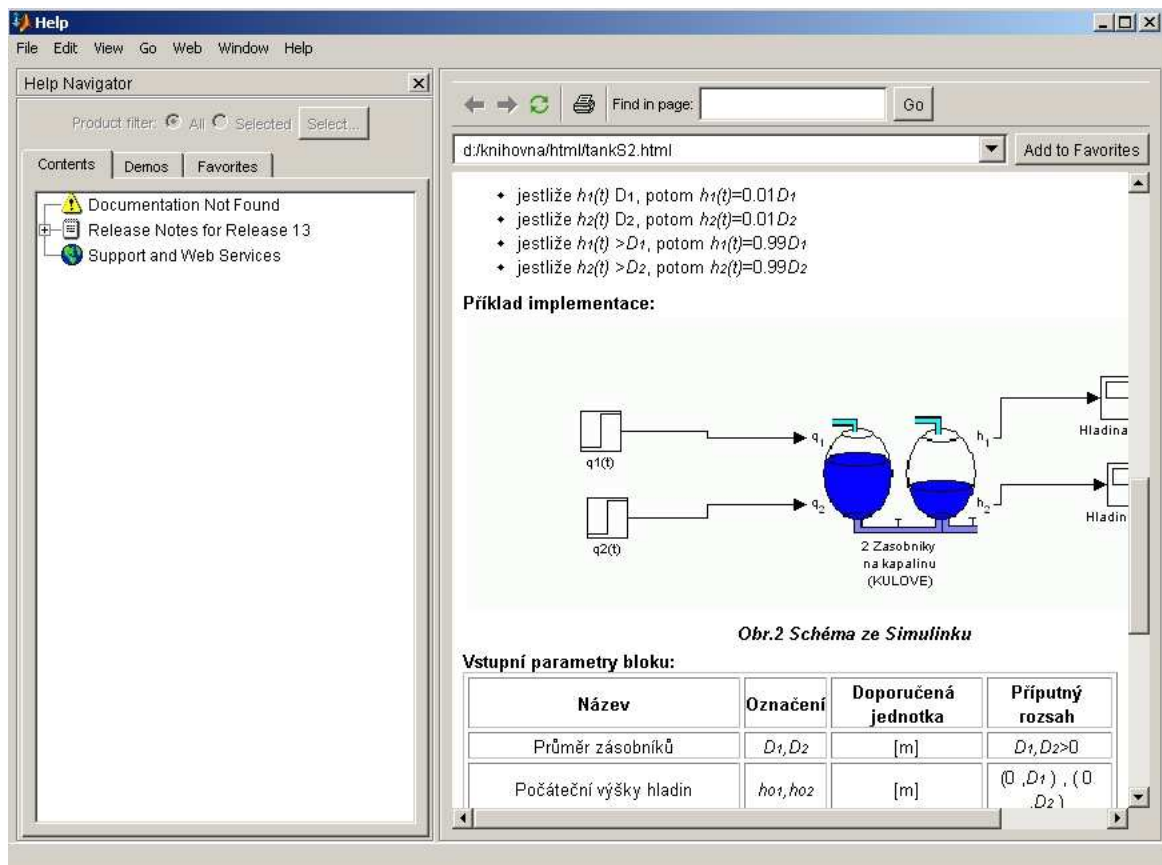 Help
File Edit View Go Web Window Help
Help Navigator
Product filter: All Selected Select...
Contents Demos Favorites
Documentation Not Found
Release Notes for Release 13
Support and Web Services
Find in page: Go
d:/knihovna/html/tankS2.html Add to Favorites
jestliže h1(t) D1, potom h1(t)=0.01D1
jestliže h2(t) D2, potom h2(t)=0.01D2
jestliže h1(t) >D1, potom h1(t)=0.99D1
jestliže h2(t) >D2, potom h2(t)=0.99D2
Příklad implementace:
q1(t)
q2(t)
q1
q2
h1
h2
Hladina
Hladin
2 Zasobniky
na kapalinu
(KULOVE)
Obr.2 Schéma ze Simulinku
Vstupní parametry bloku:
Název Označení Doporučená jednotka Příputný rozsah
Průměr zásobníků D1,D2 [m] D1,D2>0
Počáteční výšky hladin ho1,ho2 [m] (0 ,D1 ) , ( 0 ,D2 )